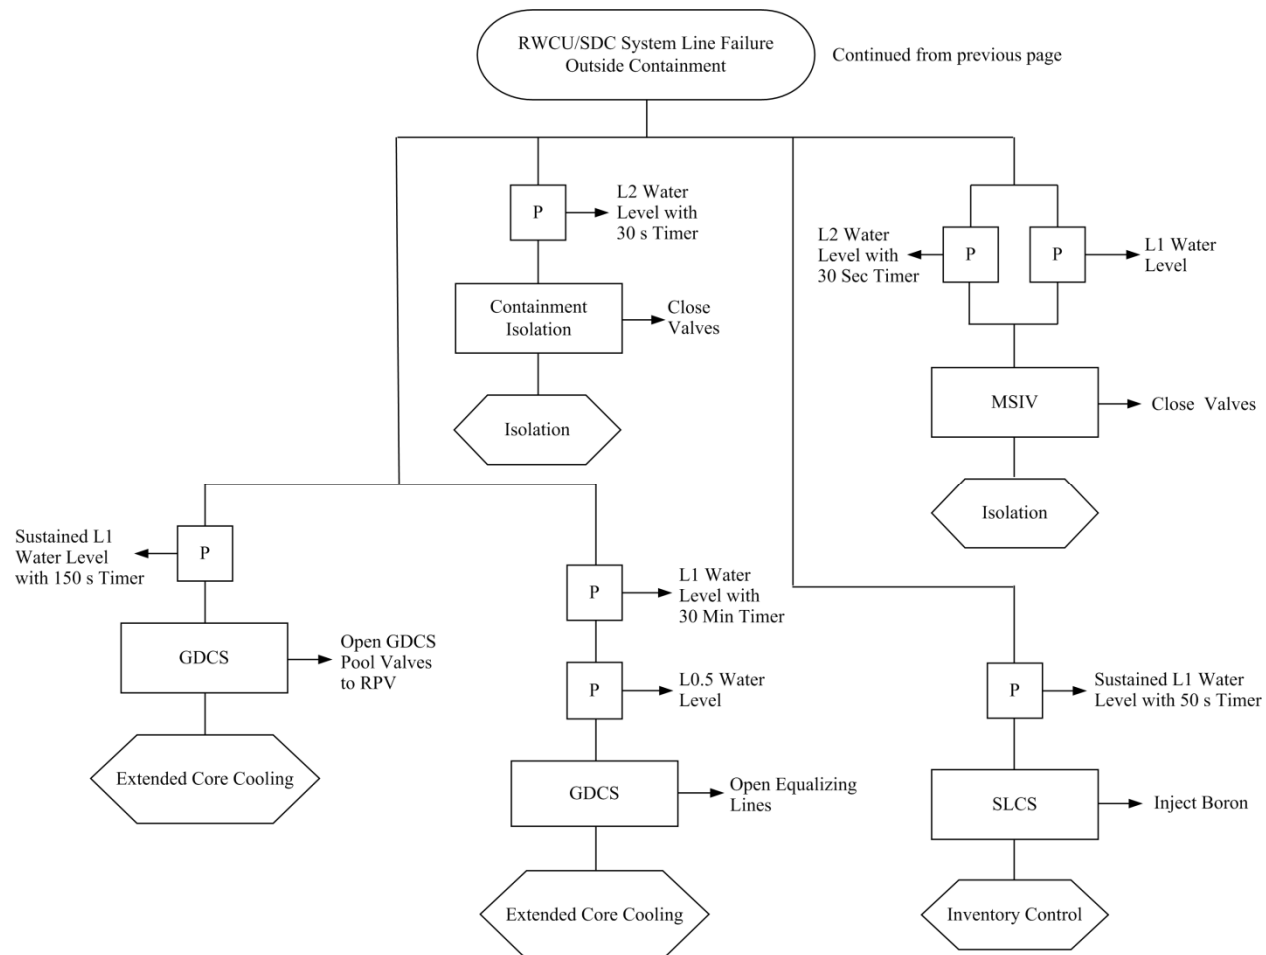 RWCU/SDC System Line Failure
Outside Containment
Continued from previous page
P
L2 Water
Level with
30 s Timer
Containment
Isolation
Close
Valves
Isolation
L2 Water
Level with
30 Sec Timer
P
P
L1 Water
Level
MSIV
Close Valves
Isolation
Sustained L1
Water Level
with 150 s Timer
P
GDCS
Open GDCS
Pool Valves
to RPV
Extended Core Cooling
P
L1 Water
Level with
30 Min Timer
P
L0.5 Water
Level
GDCS
Open Equalizing
Lines
Extended Core Cooling
P
Sustained L1 Water
Level with 50 s Timer
SLCS
Inject Boron
Inventory Control